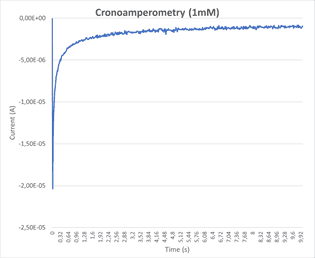 Cronoamperometry (1mM)
0,00E+00
-5,00E-06
-1,00E-05
-1,50E-05
-2,00E-05
-2,50E-05
Current (A)
0 0,32 0,64 0,96 1,28 1,6 1,92 2,24 2,56 2,88 3,2 3,52 3,84 4,16 4,48 4,8 5,12 5,44 5,76 6,08 6,4 6,72 7,04 7,36 7,68 8 8,32 8,64 8,96 9,28 9,6 9,92
Time (s)